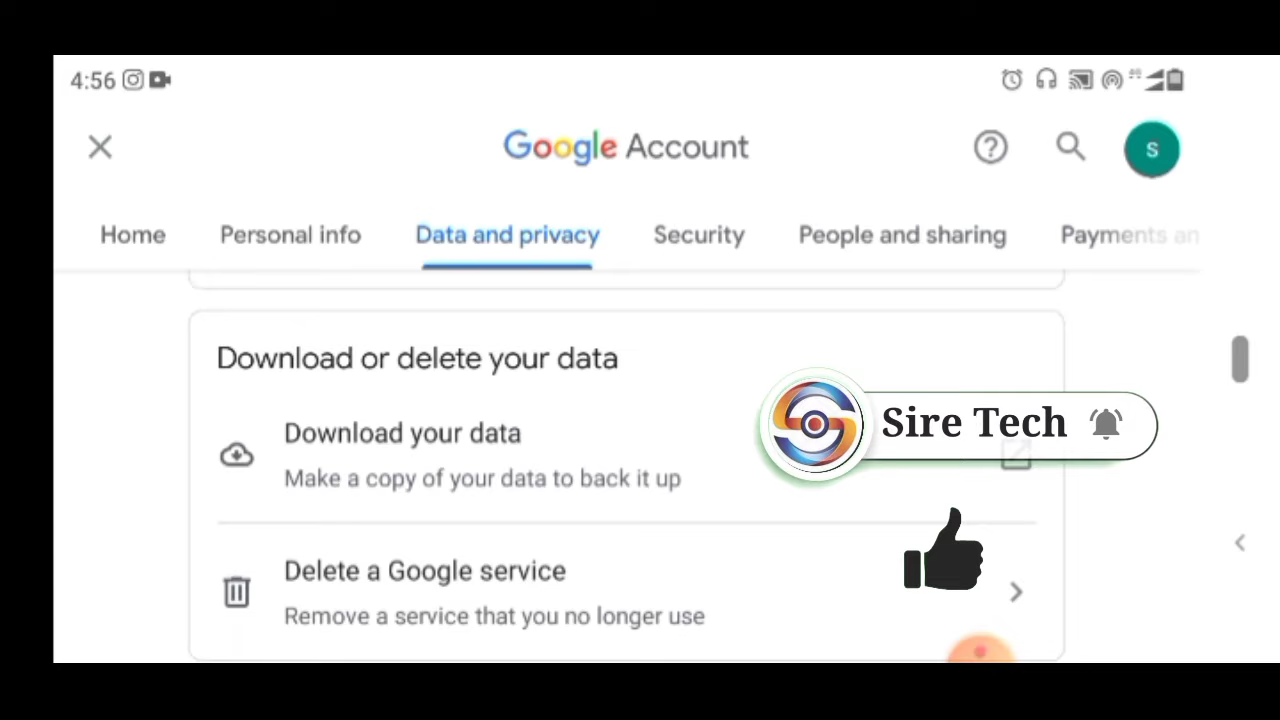 4:56
Google Account
S
Home Personal info Data and privacy Security People and sharing Payments an
Download or delete your data
Download your data
Make a copy of your data to back it up
Sire Tech
Delete a Google service
Remove a service that you no longer use